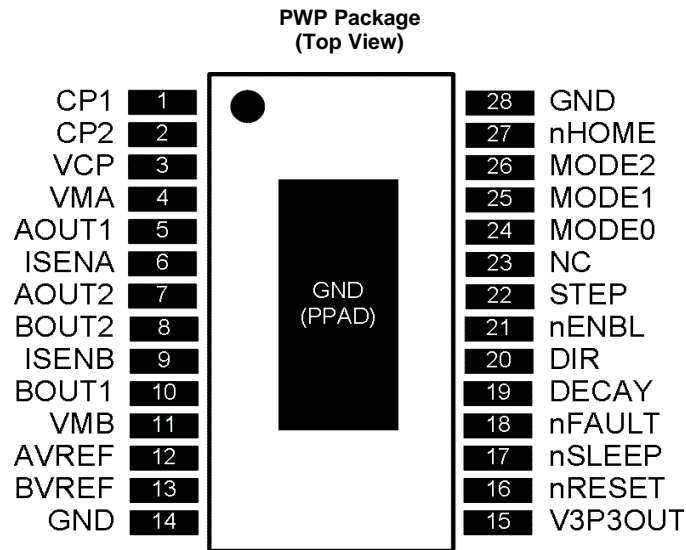 PWP Package
(Top View)
CP1 1
CP2 2
VCP 3
VMA 4
AOUT1 5
ISENA 6
AOUT2 7
BOUT2 8
ISENB 9
BOUT1 10
VMB 11
AVREF 12
BVREF 13
GND 14
GND
(PPAD)
28 GND
27 nHOME
26 MODE2
25 MODE1
24 MODE0
23 NC
22 STEP
21 nENBL
20 DIR
19 DECAY
18 nFAULT
17 nSLEEP
16 nRESET
15 V3P3OUT